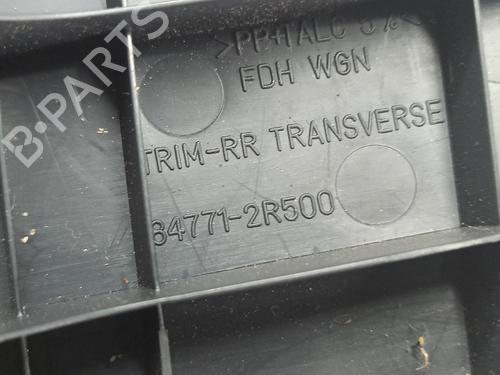 >PP+TALC 5%<
FDH WGN
TRIM-RR TRANSVERSE
84771-2R500
B-PARTS